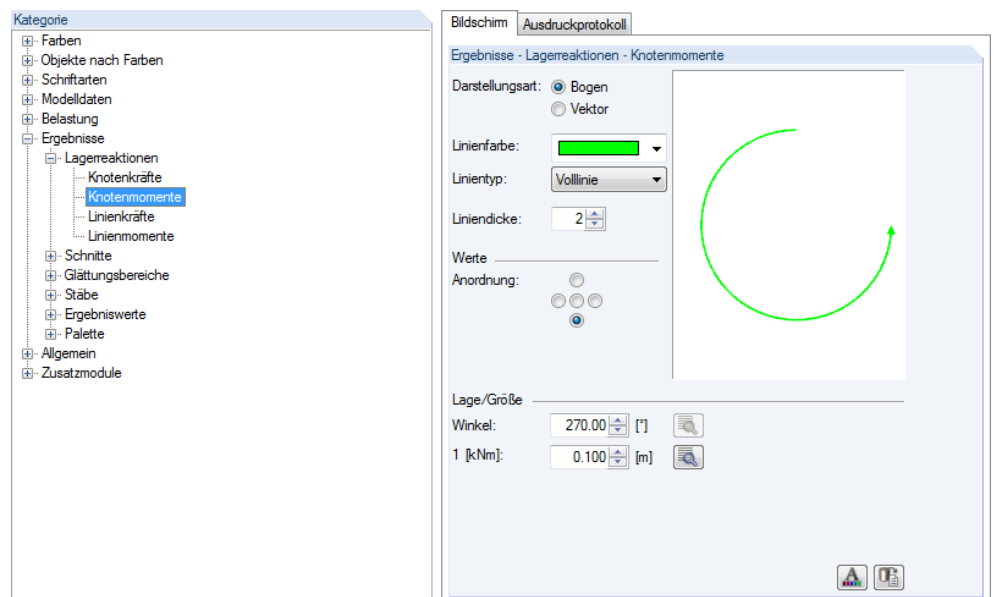 Kategorie
Farben
Objekte nach Farben
Schriftarten
Modelldaten
Belastung
Ergebnisse
Lagerreaktionen
Knotenkräfte
Knotenmomente
Linienkräfte
Linienmomente
Schnitte
Glättungsbereiche
Stäbe
Ergebniswerte
Palette
Allgemein
Zusatzmodule
Bildschirm Ausdruckprotokoll
Ergebnisse - Lagerreaktionen - Knotenmomente
Darstellungsart: Bogen
Vektor
Linienfarbe:
Linientyp: Volllinie
Liniendicke: 2
Werte
Anordnung:
Lage/Größe
Winkel: 270.00 [°]
1 [kNm]: 0.100 [m]